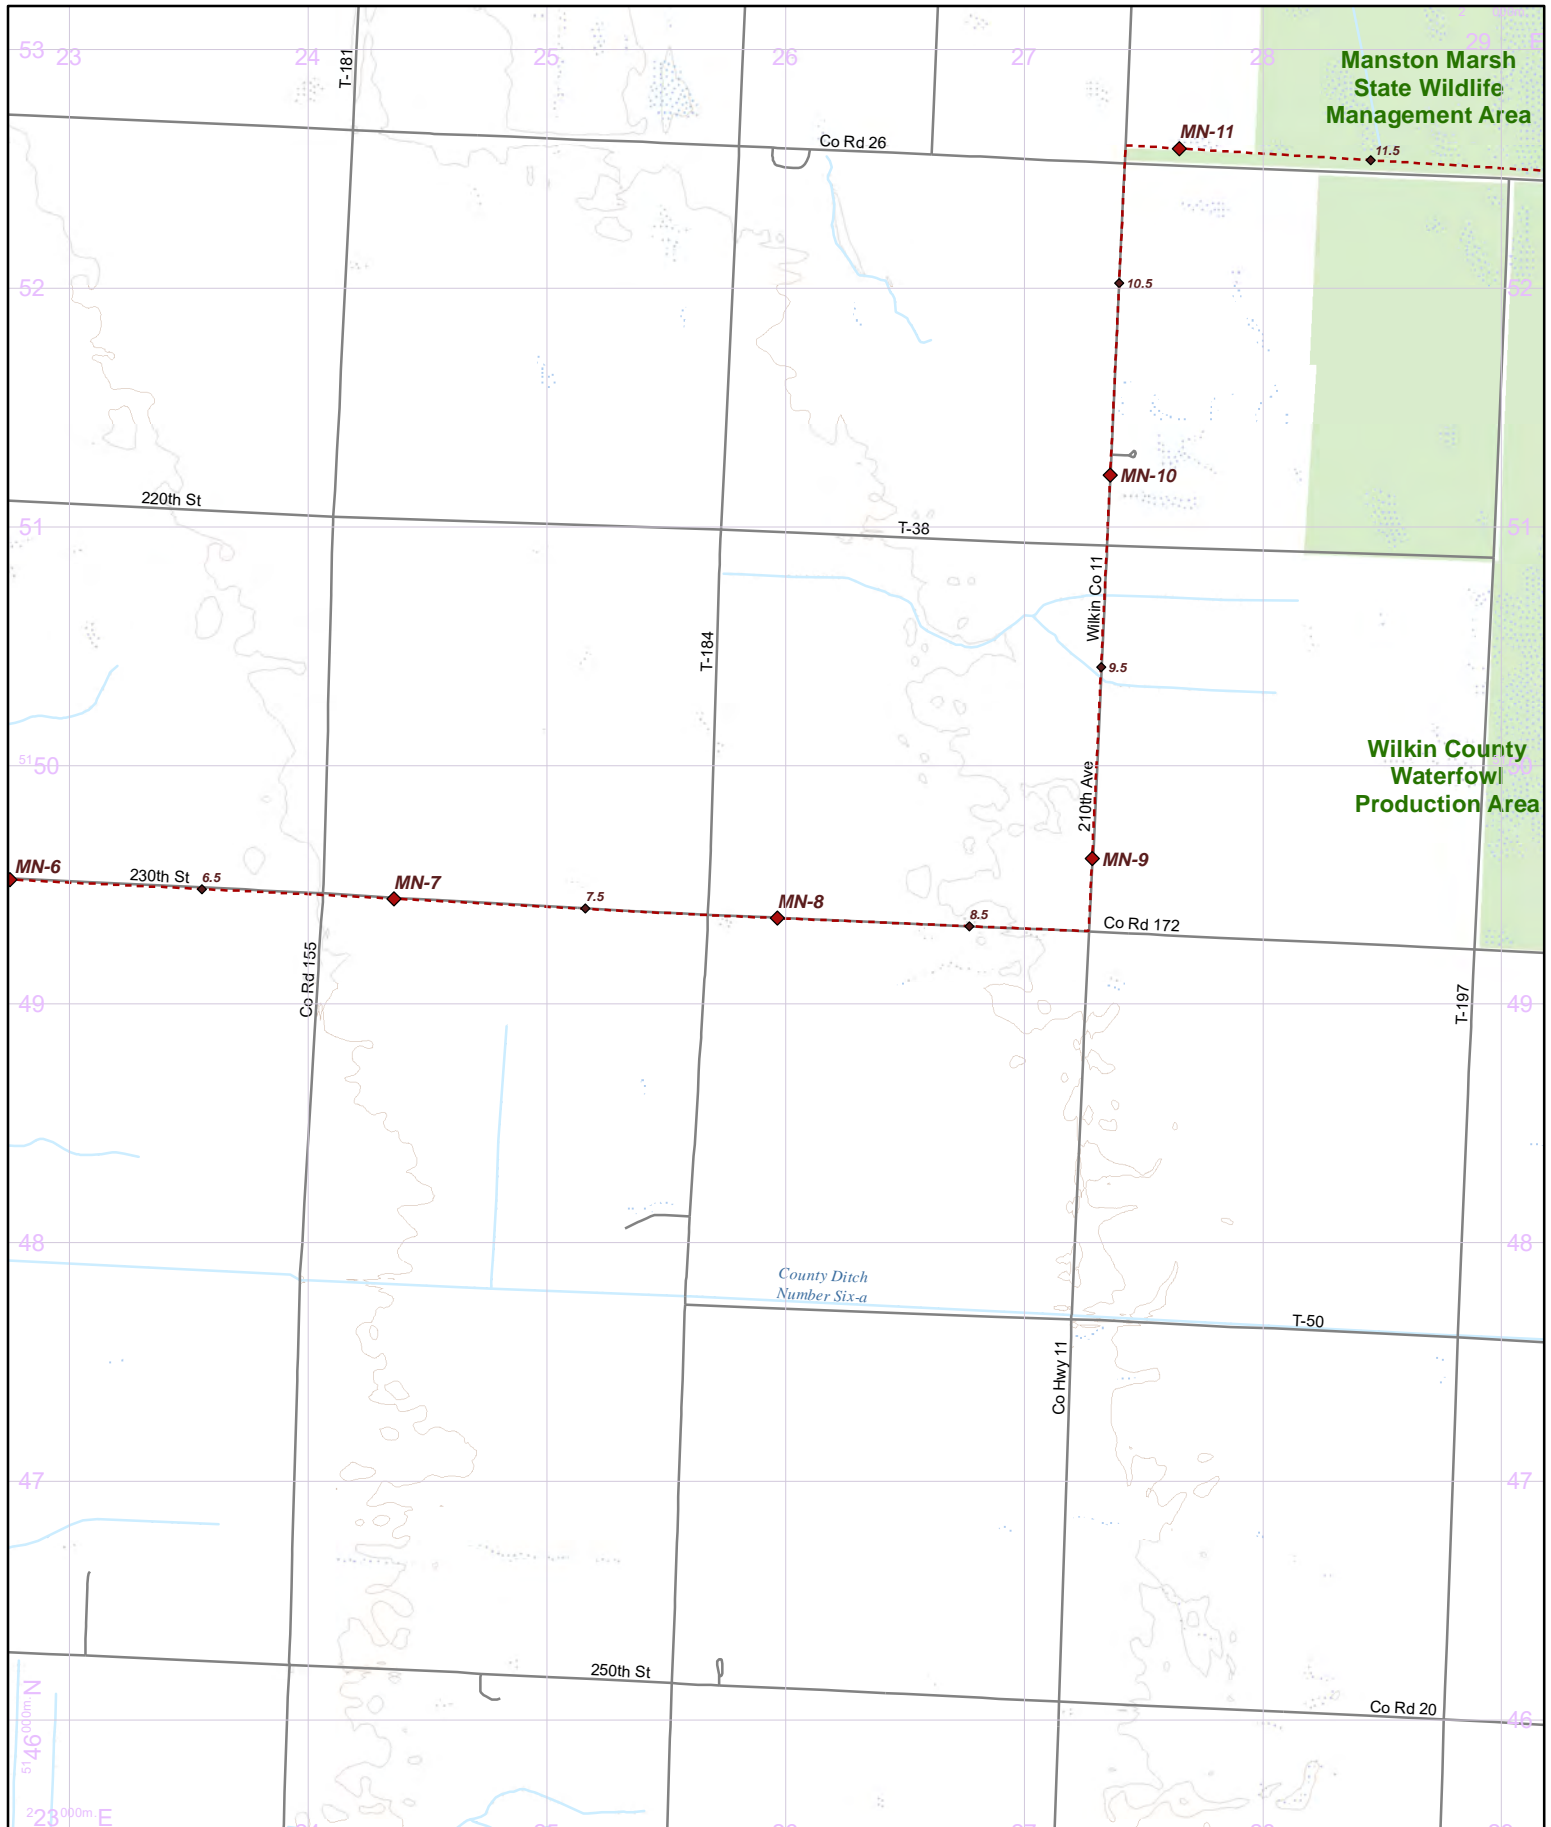 53
23
24
25
26
27
28
29
E
T-181
Manston Marsh
State Wildlife
Management Area
MN-11
Co Rd 26
11.5
52
10.5
52
MN-10
220th St
51
T-38
51
Wilkin Co 11
T-184
9.5
5150
Wilkin County
Waterfowl
Production Area
50
210th Ave
MN-6
230th St
6.5
MN-7
7.5
MN-8
8.5
MN-9
Co Rd 172
Co Rd 155
49
T-197
49
48
48
County Ditch
Number Six-a
T-50
Co Hwy 11
47
47
250th St
Co Rd 20
46
5146000m.N
223000m.E